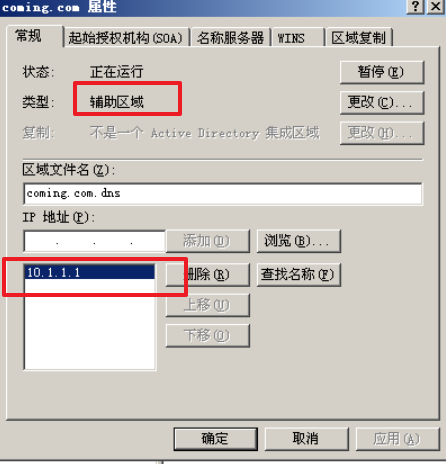 coming.com 属性
常规 起始授权机构(SOA) 名称服务器 WINS 区域复制
状态: 正在运行 暂停(E)
类型: 辅助区域 更改(C)...
复制: 不是一个 Active Directory 集成区域 更改(H)...
区域文件名(Z):
coming.com.dns
IP 地址(P):
. . . 添加(D) 浏览(B)...
10.1.1.1 删除(R) 查找名称(F)
上移(U)
下移(O)
确定 取消 应用(A)